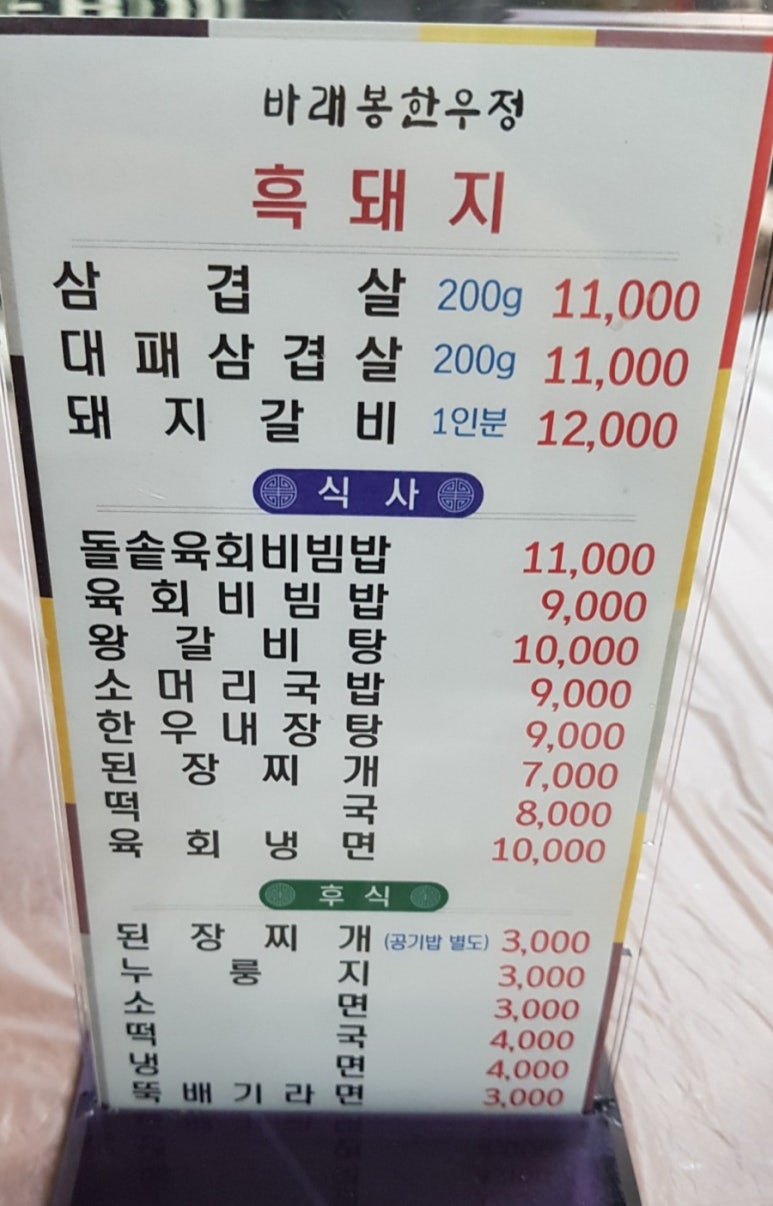 바래봉한우정
흑돼지
삼겹살 200g 11,000
대패삼겹살 200g 11,000
돼지갈비 1인분 12,000
식사
돌솥육회비빔밥 11,000
육회비빔밥 9,000
왕갈비탕 10,000
소머리국밥 9,000
한우내장탕 9,000
된장찌개 7,000
떡국 8,000
육회냉면 10,000
후식
된장찌개 (공기밥 별도) 3,000
누룽지 3,000
소면 3,000
떡국 4,000
냉면 4,000
뚝배기라면 3,000